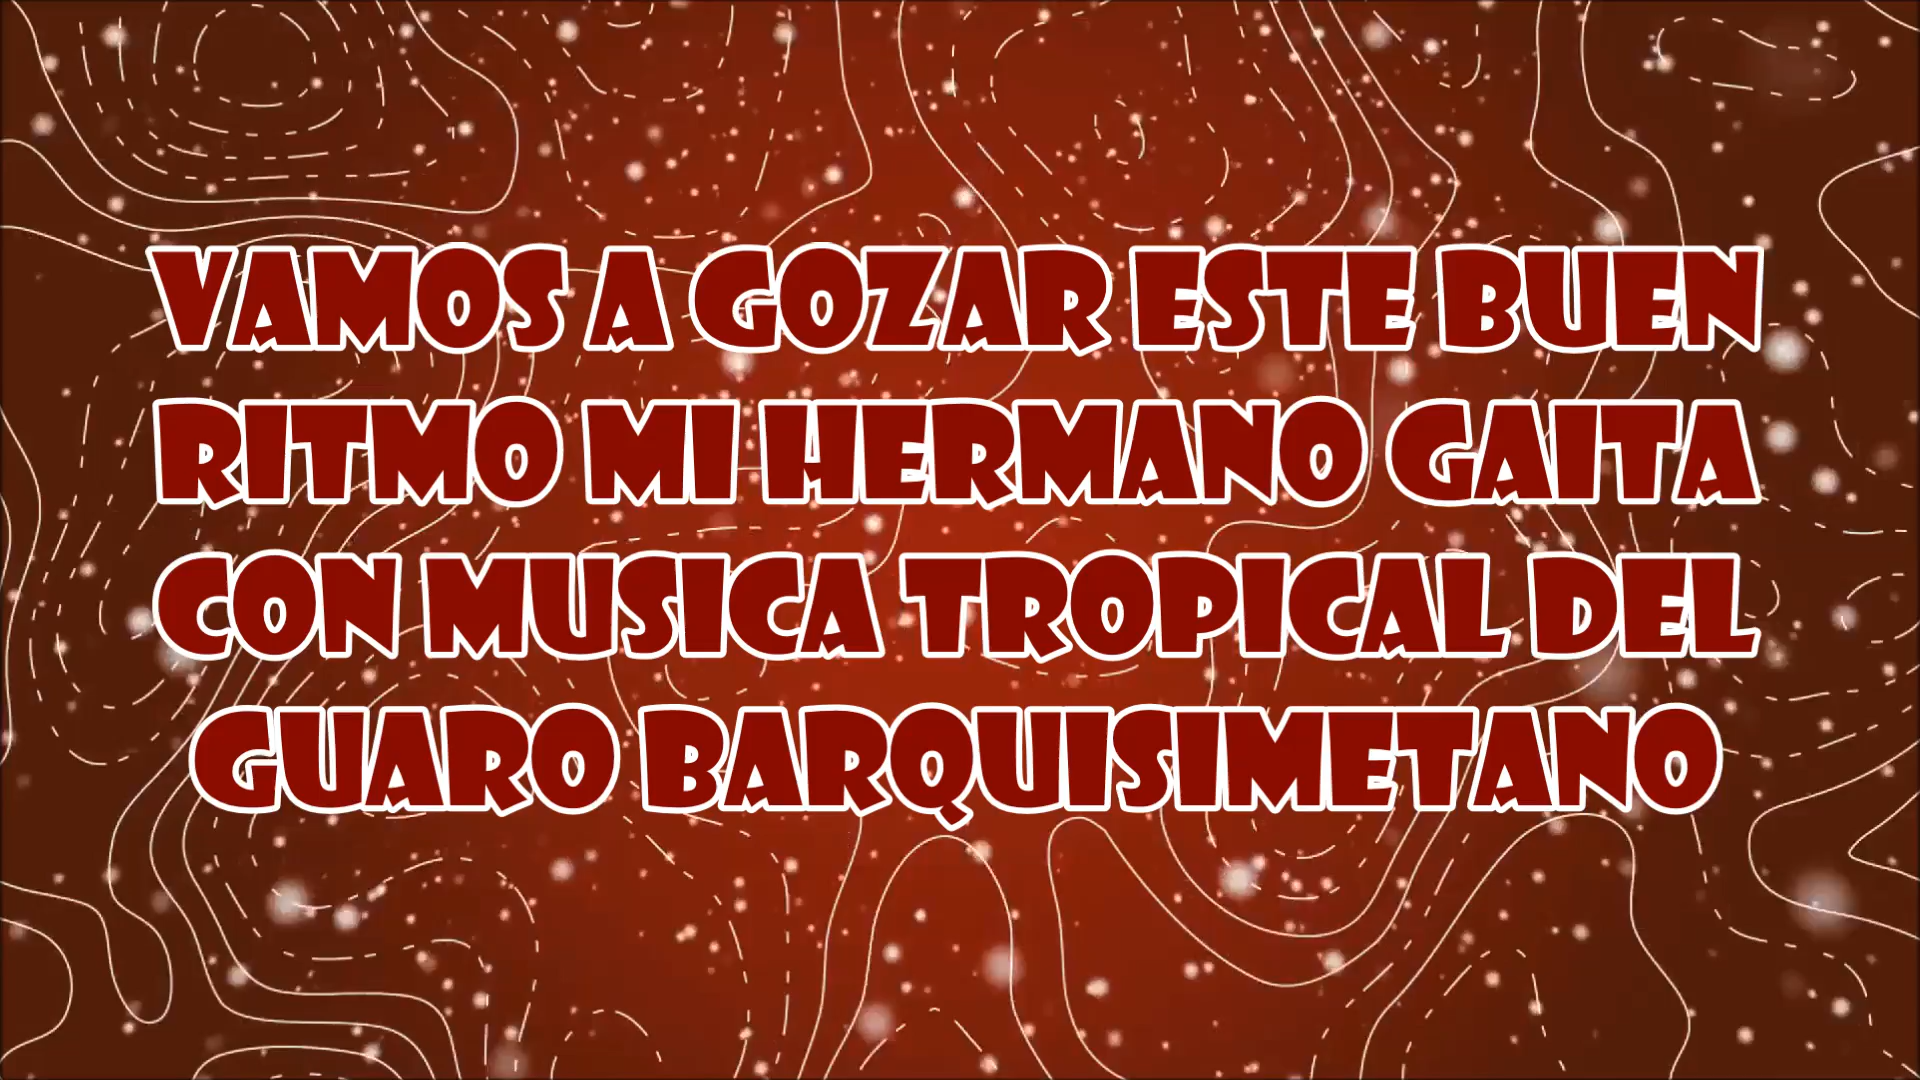 VAMOS A GOZAR ESTE BUEN
RITMO MI HERMANO GAITA
CON MUSICA TROPICAL DEL
GUARO BARQUISIMETANO